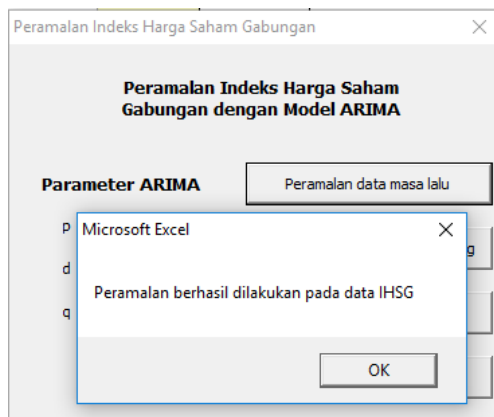 Peramalan Indeks Harga Saham Gabungan
Peramalan Indeks Harga Saham
Gabungan dengan Model ARIMA
Parameter ARIMA
Peramalan data masa lalu
p
d
q
Microsoft Excel
Peramalan berhasil dilakukan pada data IHSG
OK
g